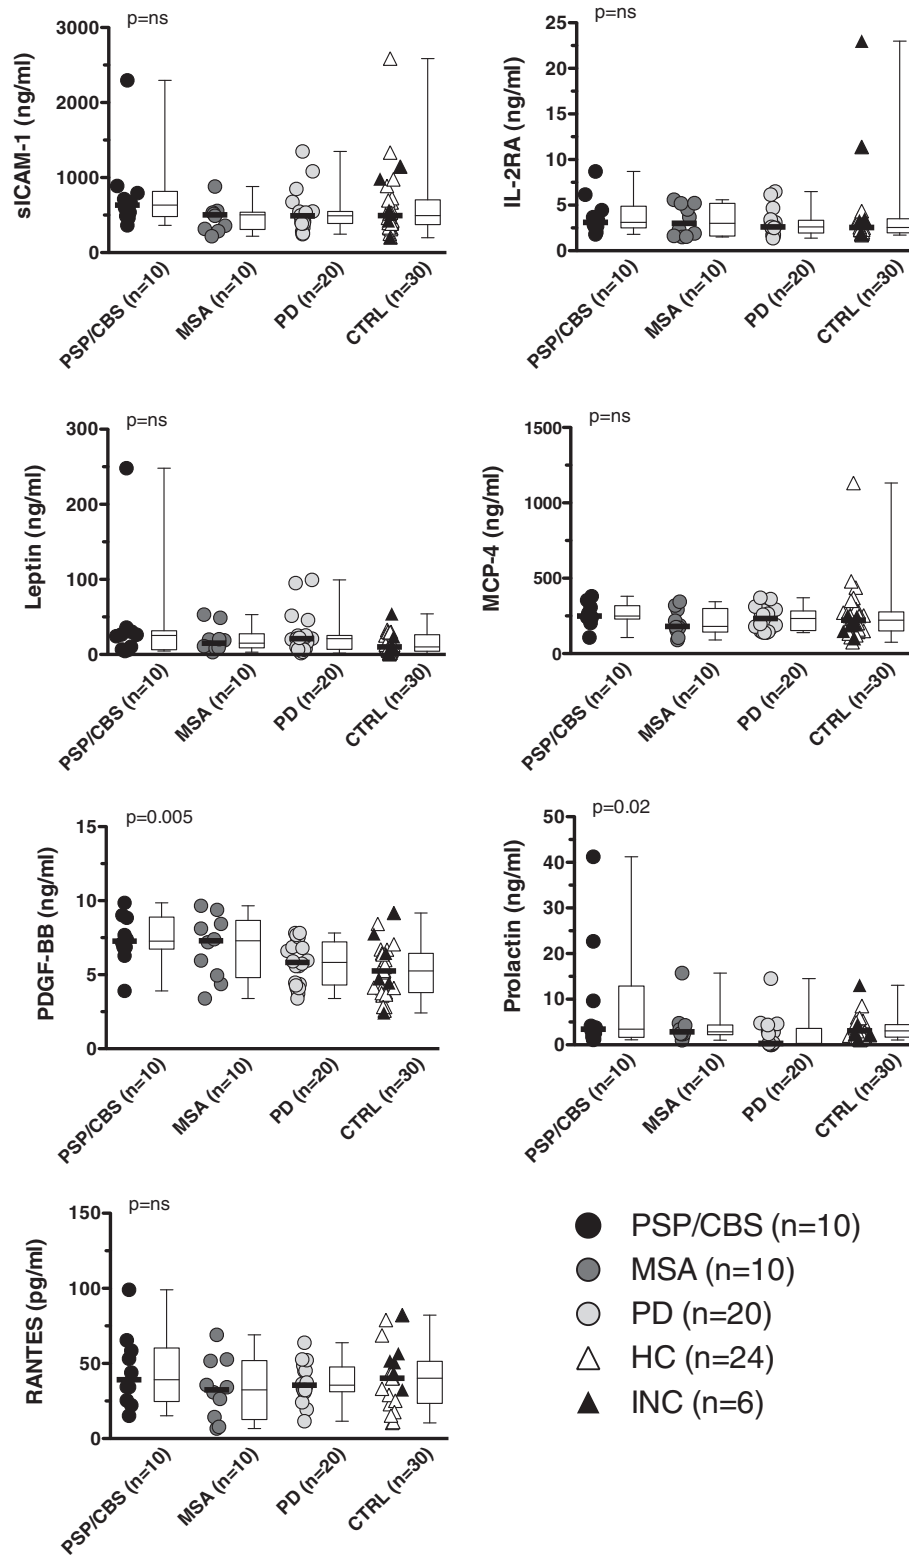 p=ns
sICAM-1 (ng/ml)
3000
2000
1000
0
PSP/CBS (n=10)
MSA (n=10)
PD (n=20)
CTRL (n=30)
p=ns
IL-2RA (ng/ml)
25
20
15
10
5
0
PSP/CBS (n=10)
MSA (n=10)
PD (n=20)
CTRL (n=30)
p=ns
Leptin (ng/ml)
300
200
100
0
PSP/CBS (n=10)
MSA (n=10)
PD (n=20)
CTRL (n=30)
p=ns
MCP-4 (ng/ml)
1500
1000
500
0
PSP/CBS (n=10)
MSA (n=10)
PD (n=20)
CTRL (n=30)
p=0.005
PDGF-BB (ng/ml)
15
10
5
0
PSP/CBS (n=10)
MSA (n=10)
PD (n=20)
CTRL (n=30)
p=0.02
Prolactin (ng/ml)
50
40
30
20
10
0
PSP/CBS (n=10)
MSA (n=10)
PD (n=20)
CTRL (n=30)
p=ns
RANTES (pg/ml)
150
100
50
0
PSP/CBS (n=10)
MSA (n=10)
PD (n=20)
CTRL (n=30)
PSP/CBS (n=10)
MSA (n=10)
PD (n=20)
HC (n=24)
INC (n=6)